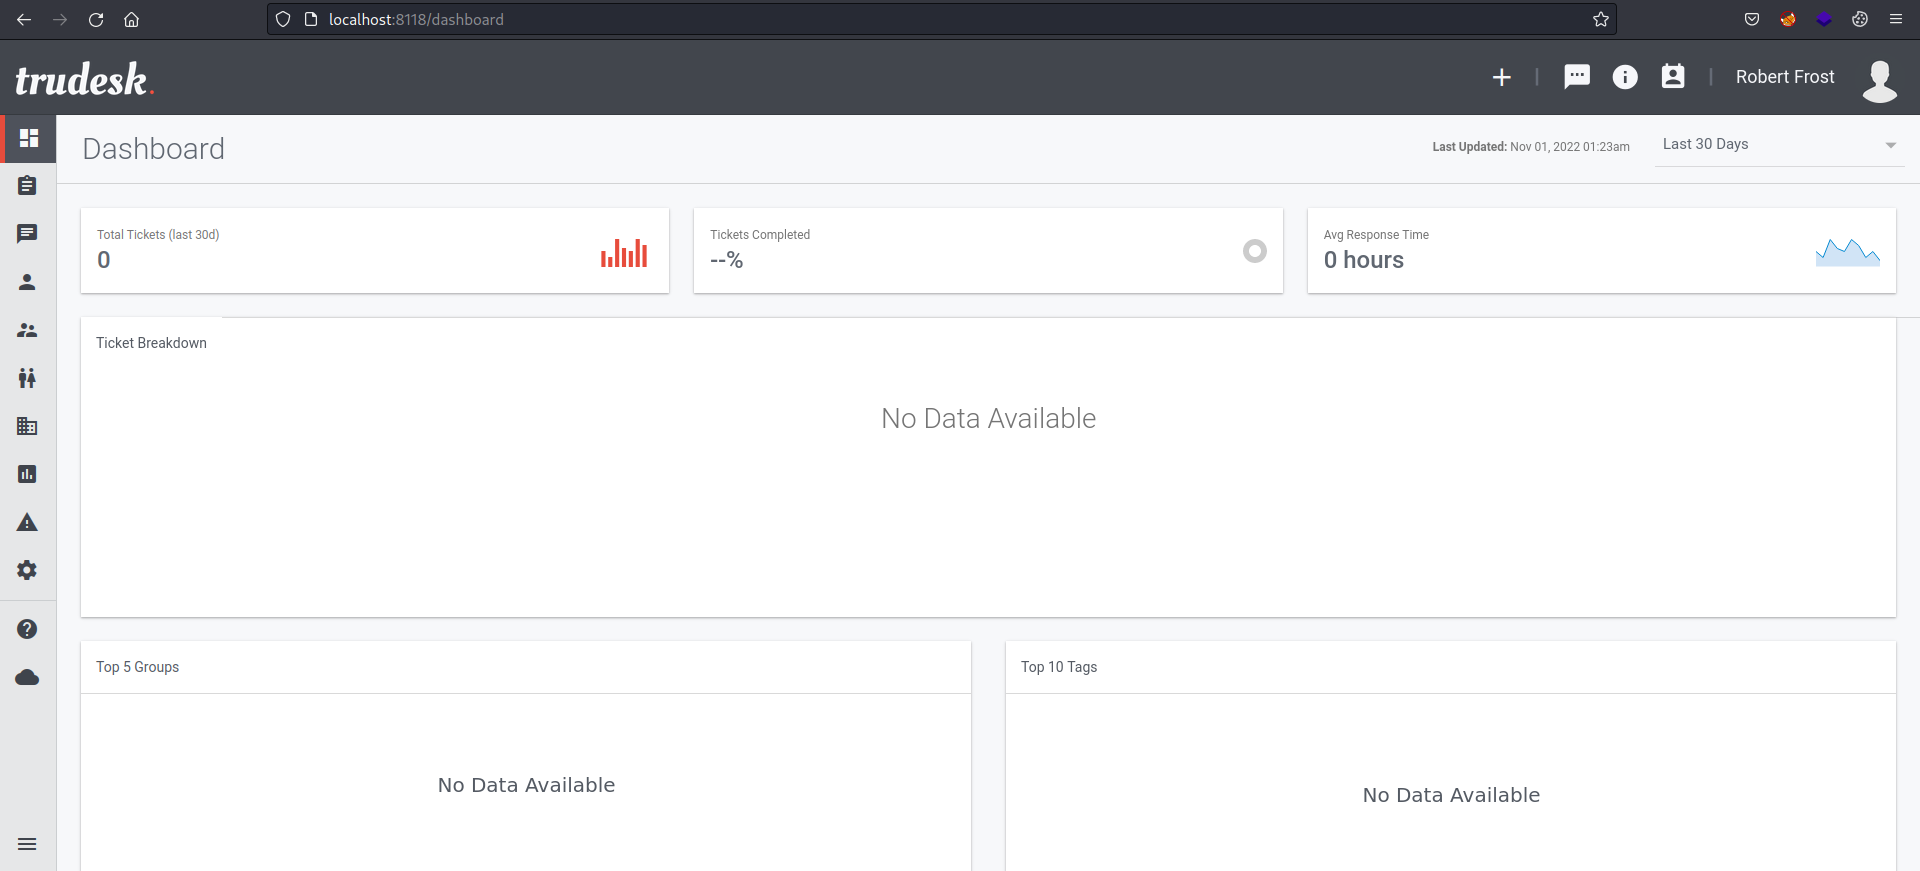 localhost:8118/dashboard
trudesk.
Robert Frost
Dashboard
Last Updated: Nov 01, 2022 01:23am
Last 30 Days
Total Tickets (last 30d)
0
Tickets Completed
--%
Avg Response Time
0 hours
Ticket Breakdown
No Data Available
Top 5 Groups
Top 10 Tags
No Data Available
No Data Available